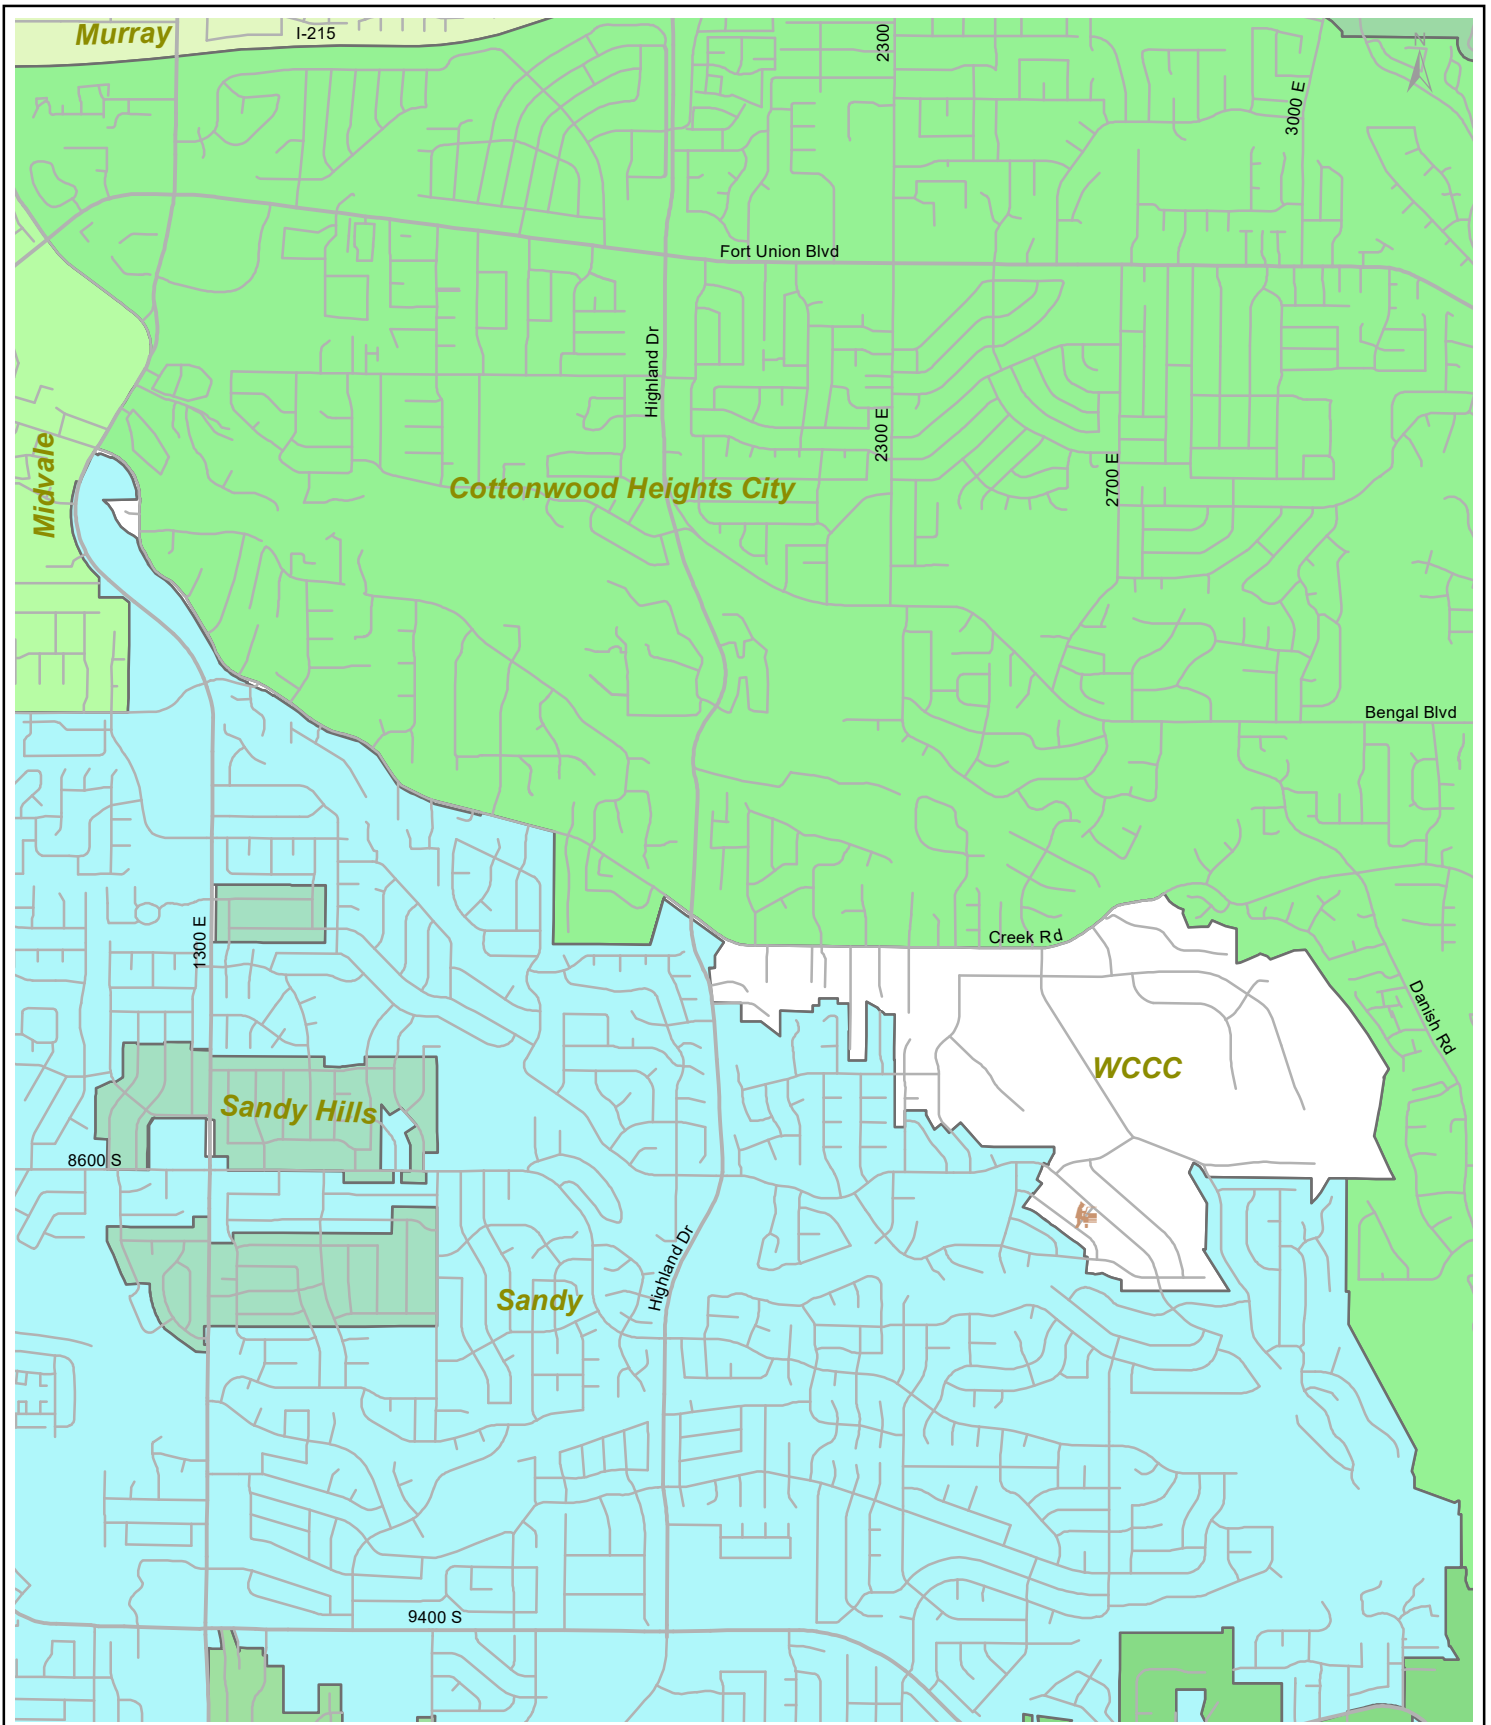 Murray
I-215
2300
N
3000 E
Fort Union Blvd
Highland Dr
2300 E
Midvale
2700 E
Cottonwood Heights City
Bengal Blvd
1300 E
Creek Rd
Danish Rd
WCCC
Sandy Hills
8600 S
Highland Dr
Sandy
9400 S